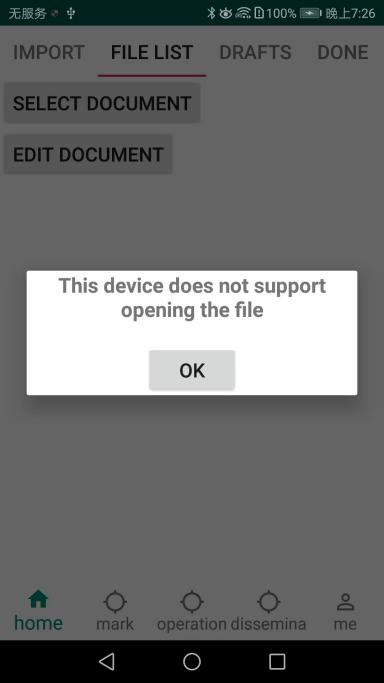 无服务 100% 晚上7:26
IMPORT FILE LIST DRAFTS DONE
SELECT DOCUMENT
EDIT DOCUMENT
This device does not support
opening the file
OK
home mark operation dissemina me